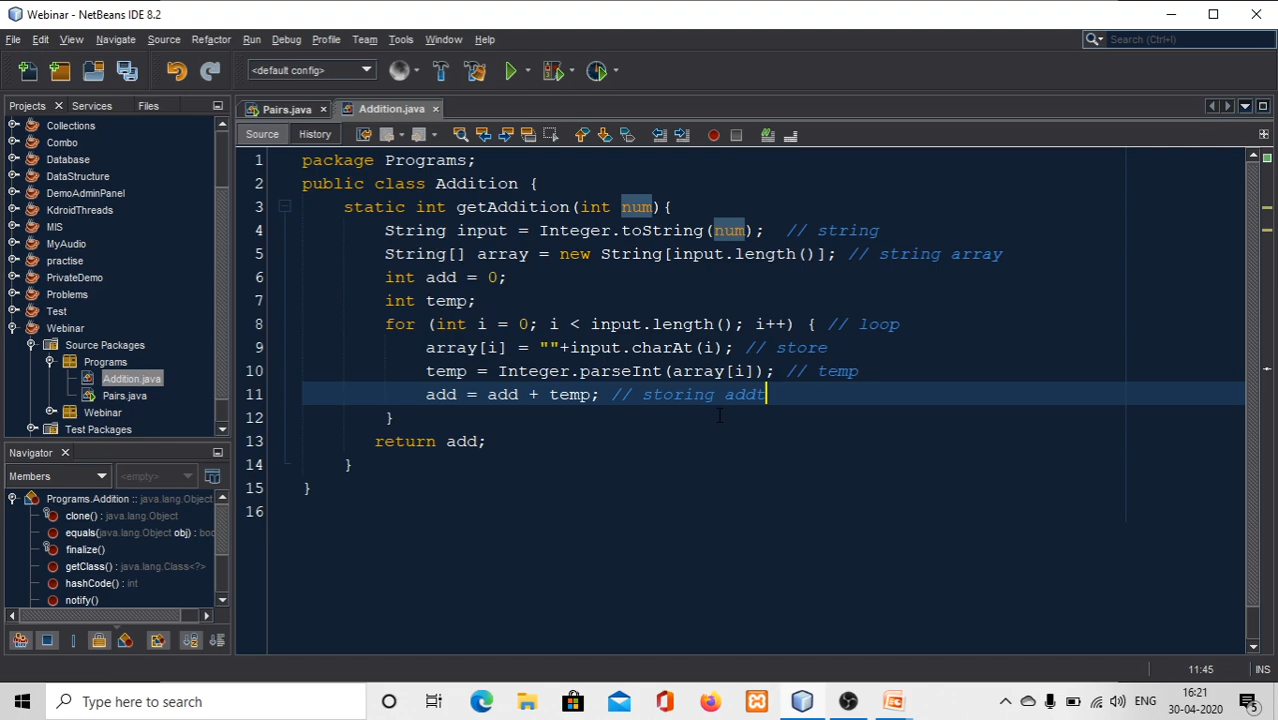 Webinar - NetBeans IDE 8.2
File Edit View Navigate Source Refactor Run Debug Profile Team Tools Window Help
Search (Ctrl+I)
<default config>
Projects Services Files
Pairs.java Addition.java
Collections
Combo
Database
DataStructure
DemoAdminPanel
KdroidThreads
MIS
MyAudio
practise
PrivateDemo
Problems
Test
Webinar
Source Packages
Programs
Addition.java
Pairs.java
Webinar
Test Packages
Source History
1 package Programs;
2 public class Addition {
3 static int getAddition(int num){
4 String input = Integer.toString(num); // string
5 String[] array = new String[input.length()]; // string array
6 int add = 0;
7 int temp;
8 for (int i = 0; i < input.length(); i++) { // loop
9 array[i] = ""+input.charAt(i); // store
10 temp = Integer.parseInt(array[i]); // temp
11 add = add + temp; // storing addt
12 }
13 return add;
14 }
15 }
16
Navigator
Members <empty>
Programs.Addition :: java.lang.Object
clone() : java.lang.Object
equals(java.lang.Object obj) : boo
finalize()
getClass() : java.lang.Class<?>
hashCode() : int
notify()
11:45 INS
Type here to search
ENG
16:21
30-04-2020
5